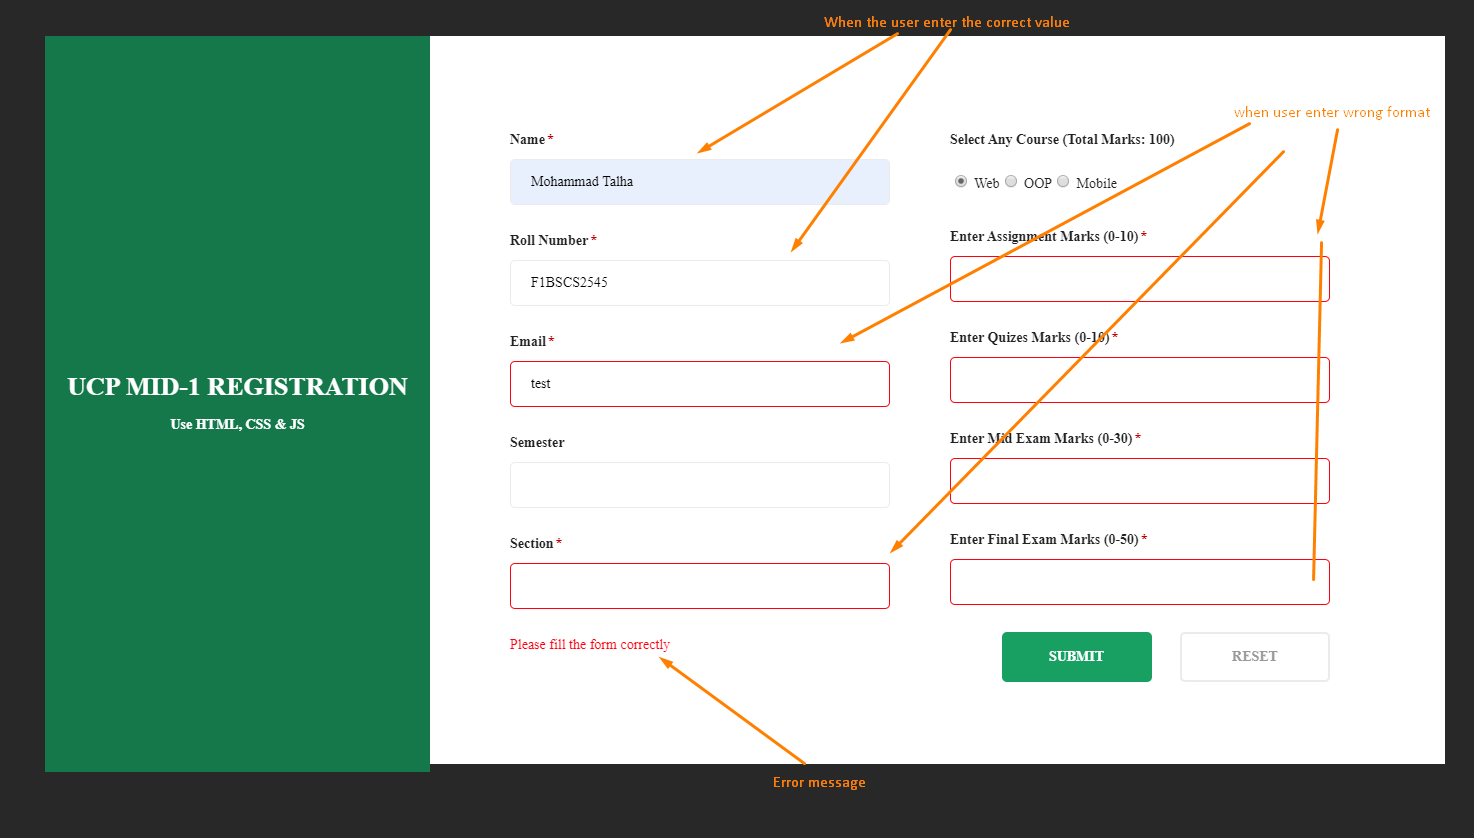 When the user enter the correct value
when user enter wrong format
UCP MID-1 REGISTRATION
Use HTML, CSS & JS
Name *
Mohammad Talha
Roll Number *
F1BSCS2545
Email *
test
Semester
Section *
Please fill the form correctly
Select Any Course (Total Marks: 100)
Web OOP Mobile
Enter Assignment Marks (0-10) *
Enter Quizes Marks (0-10) *
Enter Mid Exam Marks (0-30) *
Enter Final Exam Marks (0-50) *
SUBMIT RESET
Error message